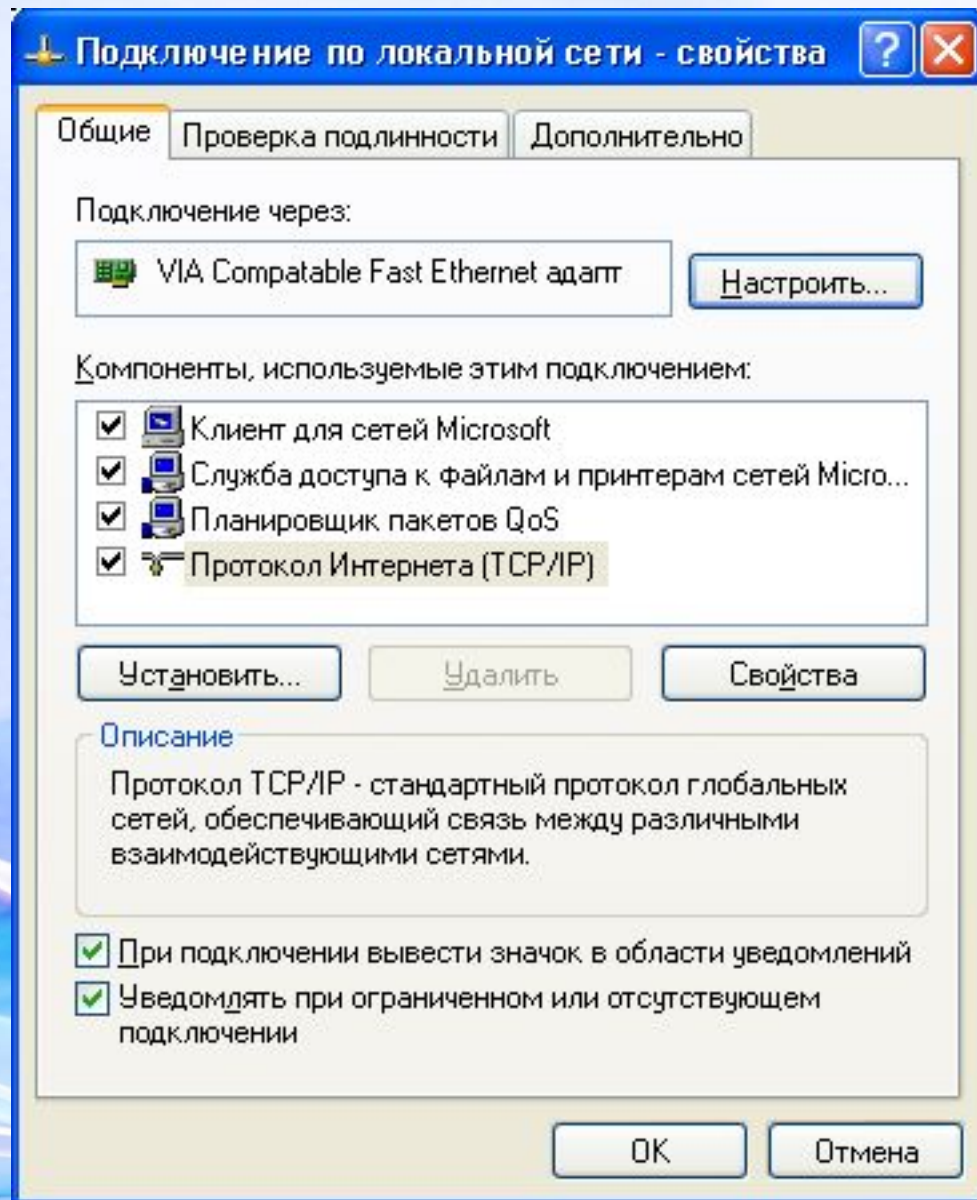 Подключение по локальной сети - свойства
Общие
Проверка подлинности
Дополнительно
Подключение через:
VIA Compatable Fast Ethernet адапт
Настроить...
Компоненты, используемые этим подключением:
Клиент для сетей Microsoft
Служба доступа к файлам и принтерам сетей Micro...
Планировщик пакетов QoS
Протокол Интернета (TCP/IP)
Установить...
Удалить
Свойства
Описание
Протокол TCP/IP - стандартный протокол глобальных
сетей, обеспечивающий связь между различными
взаимодействующими сетями.
При подключении вывести значок в области уведомлений
Уведомлять при ограниченном или отсутствующем
подключении
OK
Отмена